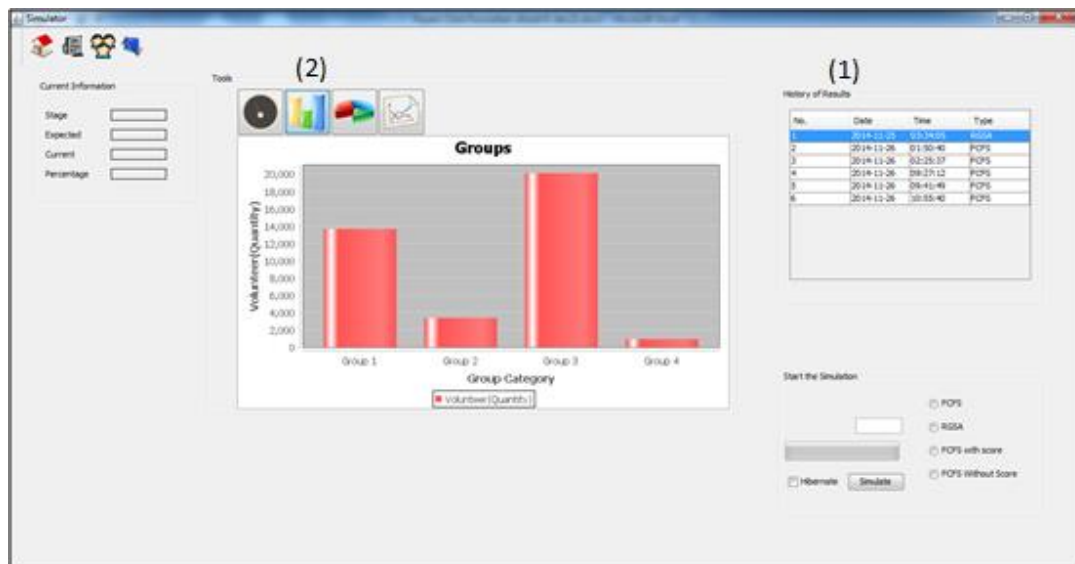 Simulator
(2)
(1)
Current Information
Stage
Expected
Current
Percentage
Tools
Groups
Volunteer(Quantity)
20,000
18,000
16,000
14,000
12,000
10,000
8,000
6,000
4,000
2,000
0
Group 1 Group 2 Group 3 Group 4
Group Category
Volunteer(Quantity)
History of Results
No. Date Time Type
1 2014-11-25 RGSA
2 2014-11-26 01:50:40 FCFS
3 2014-11-26 02:25:37 FCFS
4 2014-11-26 09:27:12 FCFS
5 2014-11-26 09:41:49 FCFS
6 2014-11-26 10:55:40 FCFS
Start the Simulation
FCFS
RGSA
FCFS with score
FCFS Without Score
Hibernate Simulate